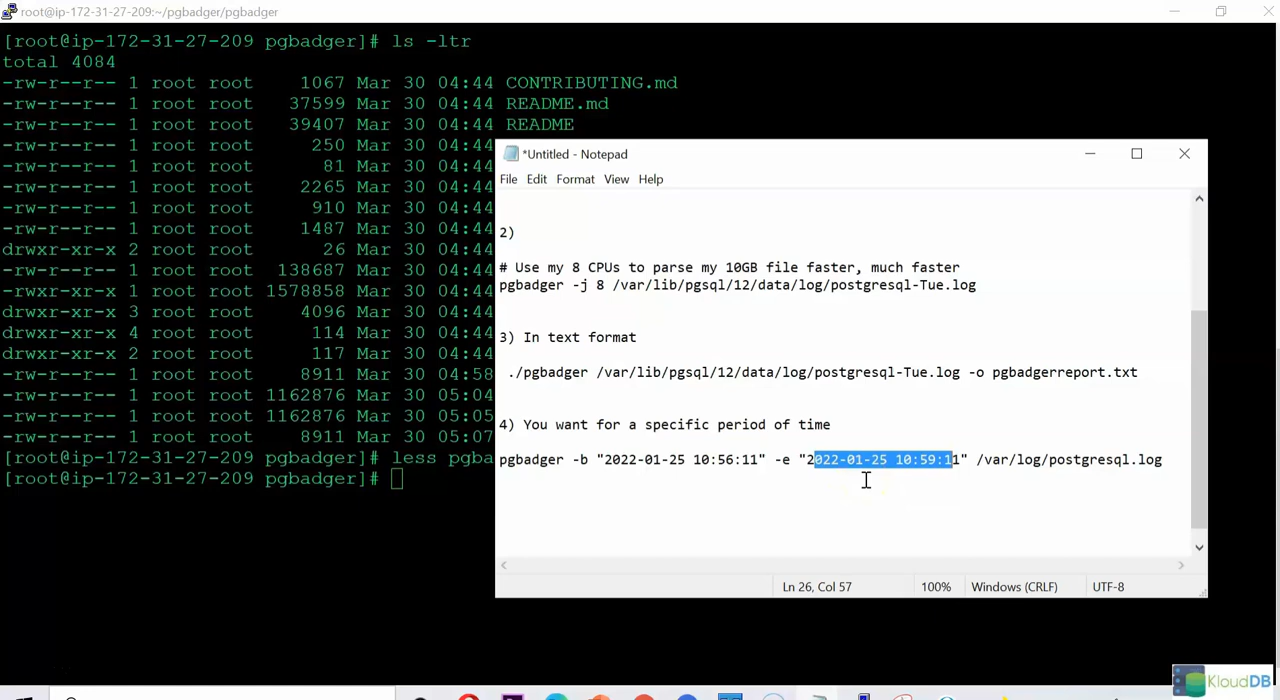 root@ip-172-31-27-209:~/pgbadger/pgbadger
[root@ip-172-31-27-209 pgbadger]# ls -ltr
total 4084
-rw-r--r-- 1 root root 1067 Mar 30 04:44 CONTRIBUTING.md
-rw-r--r-- 1 root root 37599 Mar 30 04:44 README.md
-rw-r--r-- 1 root root 39407 Mar 30 04:44 README
-rw-r--r-- 1 root root 250 Mar 30 04:44
-rw-r--r-- 1 root root 81 Mar 30 04:44
-rw-r--r-- 1 root root 2265 Mar 30 04:44
-rw-r--r-- 1 root root 910 Mar 30 04:44
-rw-r--r-- 1 root root 1487 Mar 30 04:44
drwxr-xr-x 2 root root 26 Mar 30 04:44
-rw-r--r-- 1 root root 138687 Mar 30 04:44
-rwxr-xr-x 1 root root 1578858 Mar 30 04:44
drwxr-xr-x 3 root root 4096 Mar 30 04:44
drwxr-xr-x 4 root root 114 Mar 30 04:44
drwxr-xr-x 2 root root 117 Mar 30 04:44
-rw-r--r-- 1 root root 8911 Mar 30 04:58
-rw-r--r-- 1 root root 1162876 Mar 30 05:04
-rw-r--r-- 1 root root 1162876 Mar 30 05:05
-rw-r--r-- 1 root root 8911 Mar 30 05:07
[root@ip-172-31-27-209 pgbadger]# less pgba
[root@ip-172-31-27-209 pgbadger]#
*Untitled - Notepad
File Edit Format View Help
2)
# Use my 8 CPUs to parse my 10GB file faster, much faster
pgbadger -j 8 /var/lib/pgsql/12/data/log/postgresql-Tue.log
3) In text format
./pgbadger /var/lib/pgsql/12/data/log/postgresql-Tue.log -o pgbadgerreport.txt
4) You want for a specific period of time
pgbadger -b "2022-01-25 10:56:11" -e "2022-01-25 10:59:11" /var/log/postgresql.log
Ln 26, Col 57 100% Windows (CRLF) UTF-8
KloudDB